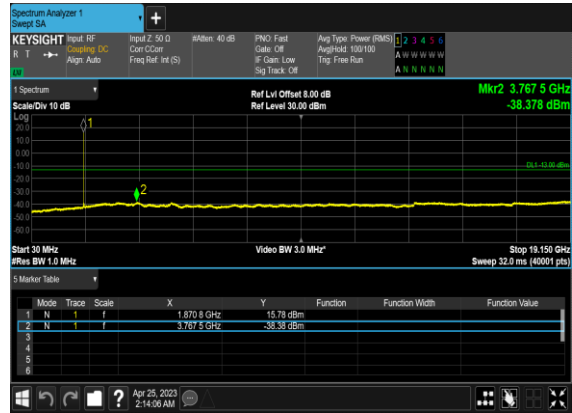 Spectrum Analyzer 1
Swept SA
+
KEYSIGHT Input: RF Input Z: 50 Ω #Atten: 40 dB PNO: Fast Avg Type: Power (RMS) 1 2 3 4 5 6
R T Coupling: DC Corr CCorr Gate: Off Avg|Hold: 100/100 A W W W W W
Align: Auto Freq Ref: Int (S) IF Gain: Low Trig: Free Run
Sig Track: Off A N N N N N
1 Spectrum Ref Lvl Offset 8.00 dB Mkr2 3.767 5 GHz
Scale/Div 10 dB Ref Level 30.00 dBm -38.378 dBm
Log
20.0
1
10.0
0.00
-10.0
DL1 -13.00 dBm
-20.0
-30.0
2
-40.0
-50.0
-60.0
Start 30 MHz Video BW 3.0 MHz* Stop 19.150 GHz
#Res BW 1.0 MHz Sweep 32.0 ms (40001 pts)
5 Marker Table
Mode Trace Scale X Y Function Function Width Function Value
1 N 1 f 1.870 8 GHz 15.78 dBm
2 N 1 f 3.767 5 GHz -38.38 dBm
3
4
5
6
? Apr 25, 2023
2:14:06 AM